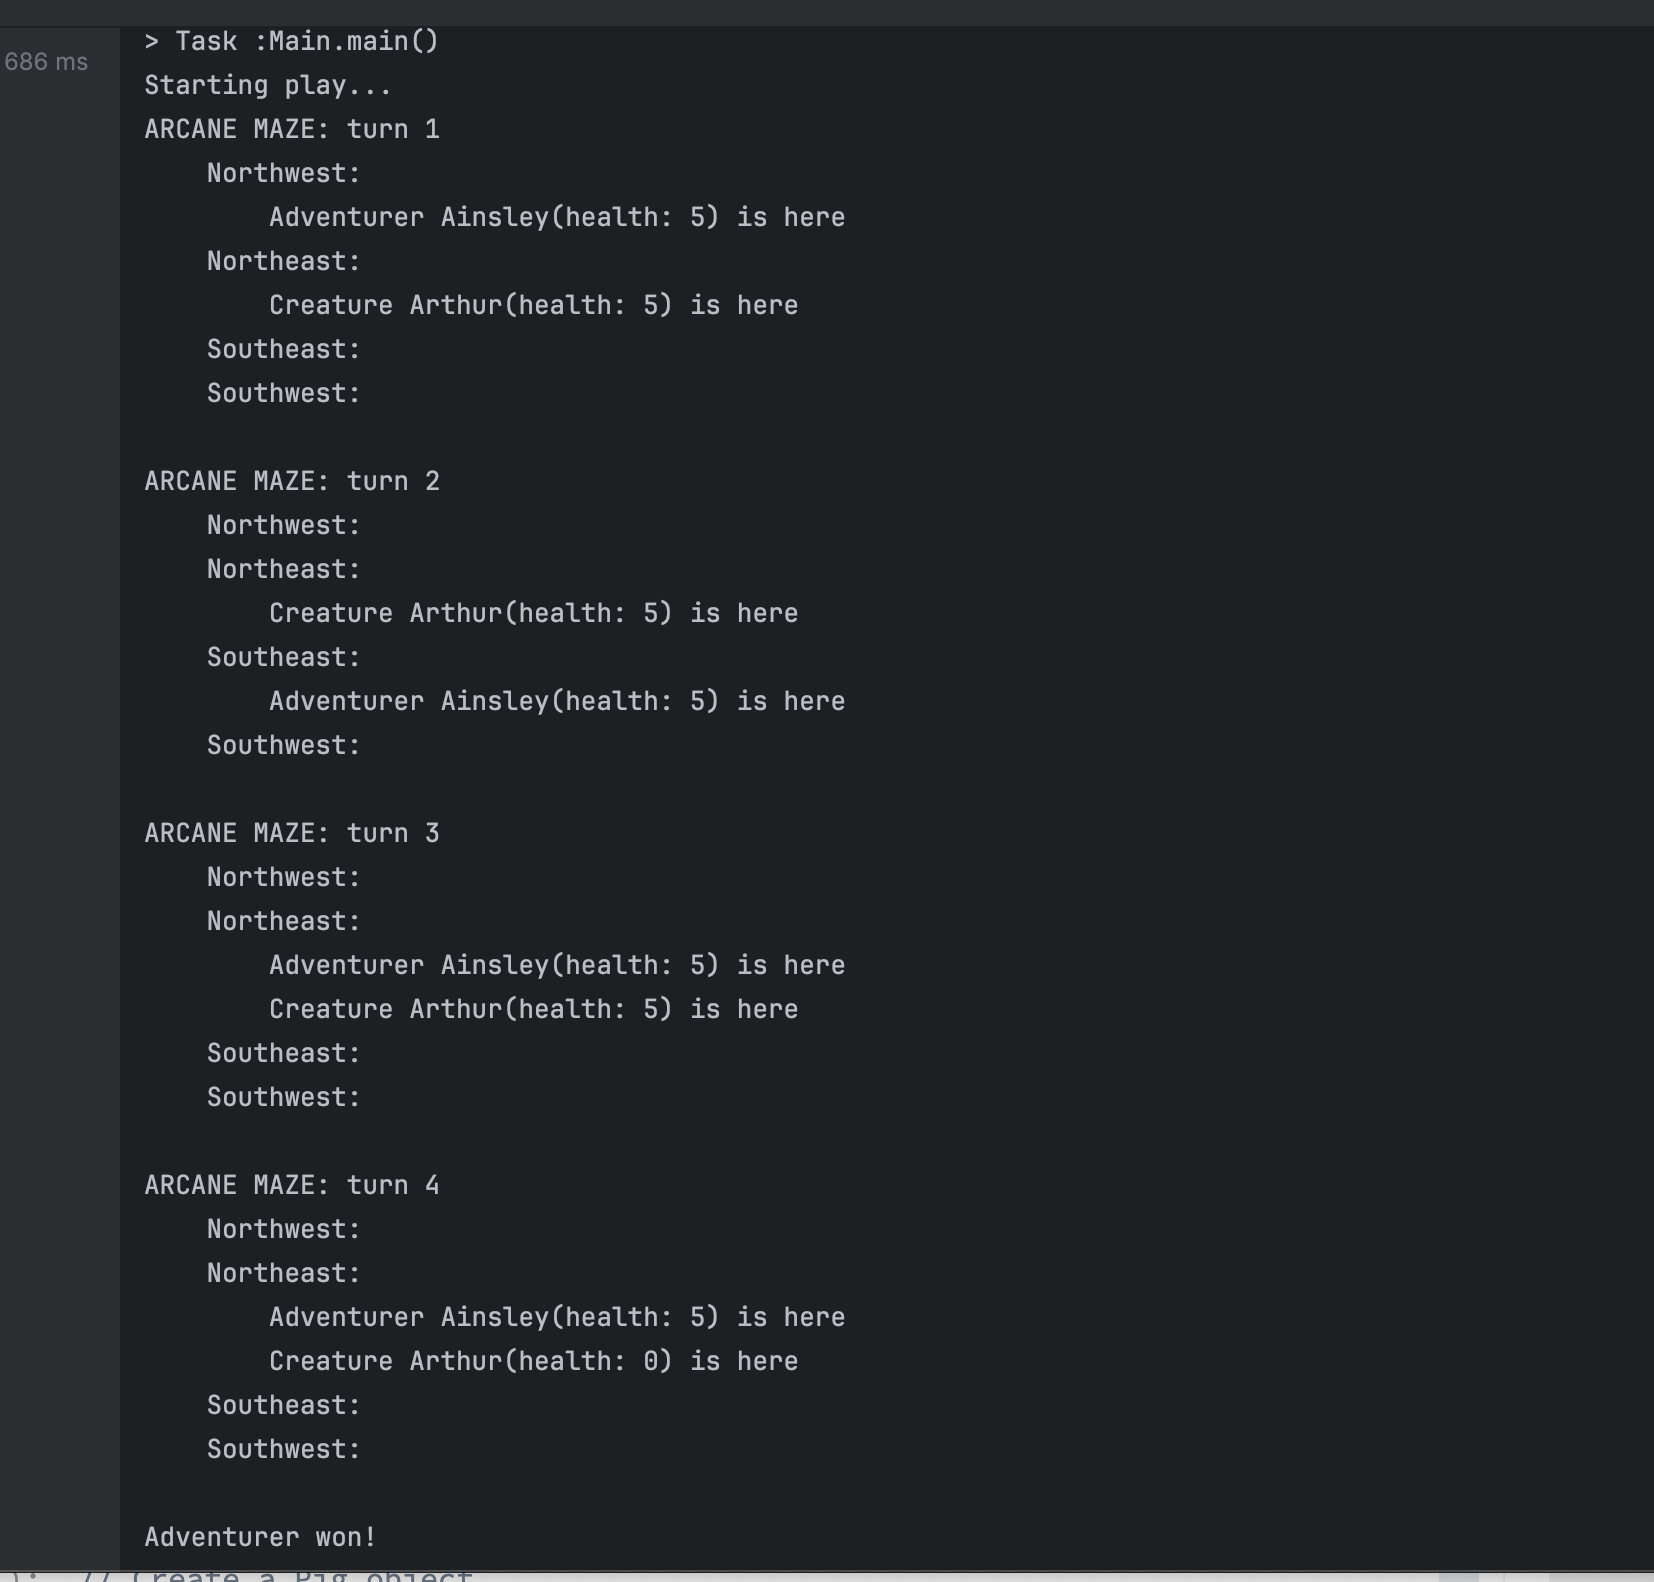 686 ms
> Task :Main.main()
Starting play...
ARCANE MAZE: turn 1
    Northwest:
        Adventurer Ainsley(health: 5) is here
    Northeast:
        Creature Arthur(health: 5) is here
    Southeast:
    Southwest:

ARCANE MAZE: turn 2
    Northwest:
    Northeast:
        Creature Arthur(health: 5) is here
    Southeast:
        Adventurer Ainsley(health: 5) is here
    Southwest:

ARCANE MAZE: turn 3
    Northwest:
    Northeast:
        Adventurer Ainsley(health: 5) is here
        Creature Arthur(health: 5) is here
    Southeast:
    Southwest:

ARCANE MAZE: turn 4
    Northwest:
    Northeast:
        Adventurer Ainsley(health: 5) is here
        Creature Arthur(health: 0) is here
    Southeast:
    Southwest:

Adventurer won!
); // Create a Pig object